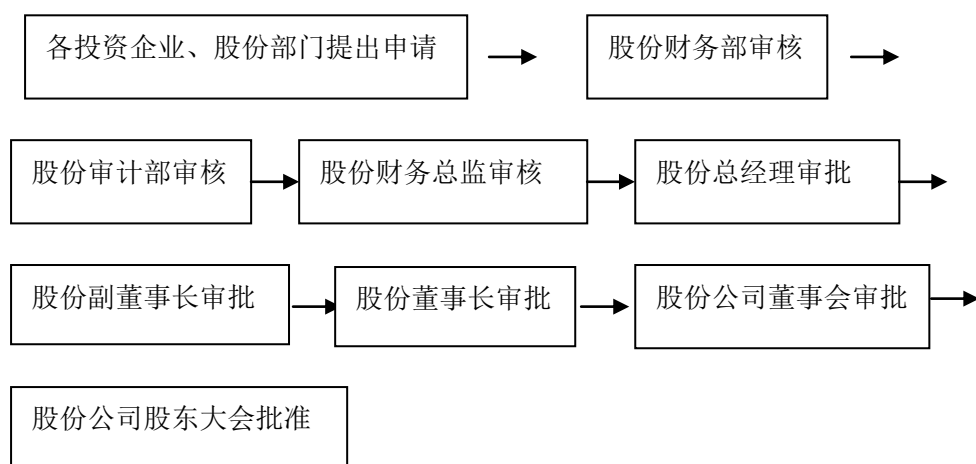 各投资企业、股份部门提出申请
股份财务部审核
股份审计部审核
股份财务总监审核
股份总经理审批
股份副董事长审批
股份董事长审批
股份公司董事会审批
股份公司股东大会批准